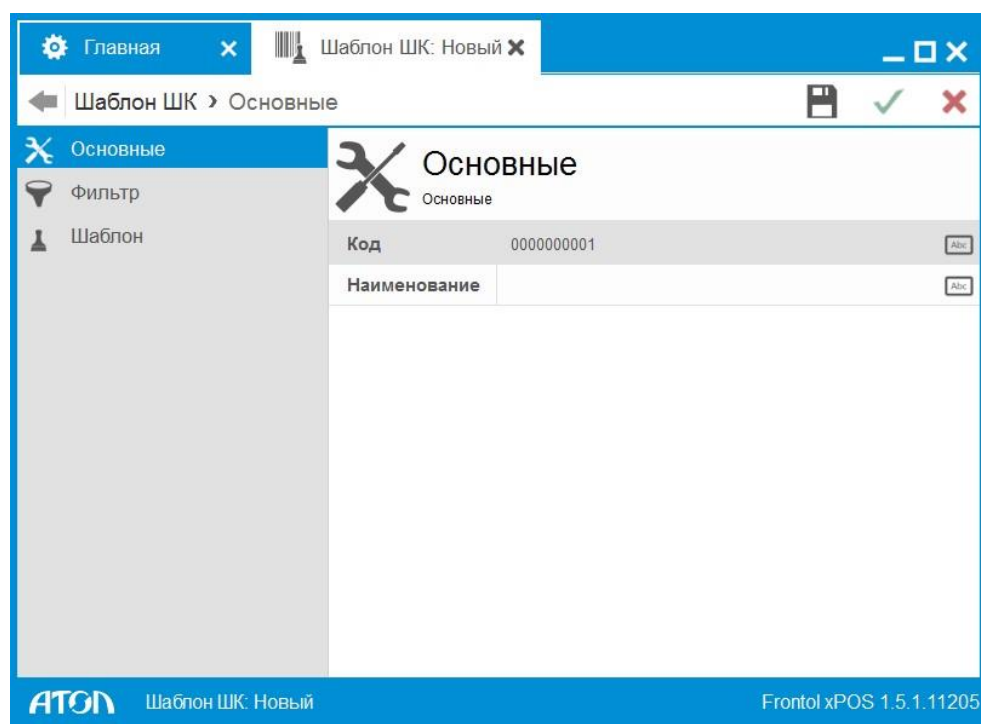 Главная
Шаблон ШК: Новый
Шаблон ШК › Основные
Основные
Фильтр
Шаблон
Основные
Основные
Код 0000000001 Abc
Наименование Abc
ATOL Шаблон ШК: Новый Frontol xPOS 1.5.1.11205